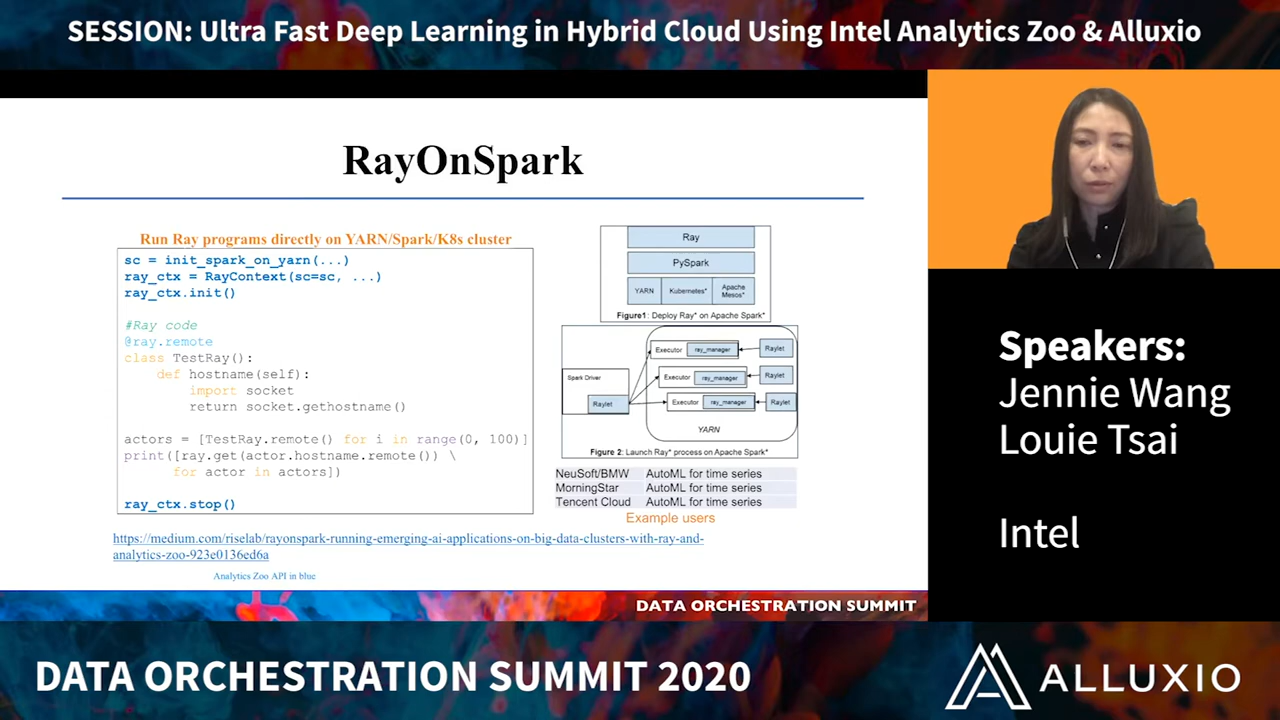 SESSION: Ultra Fast Deep Learning in Hybrid Cloud Using Intel Analytics Zoo & Alluxio
RayOnSpark
Run Ray programs directly on YARN/Spark/K8s cluster
sc = init_spark_on_yarn(...)
ray_ctx = RayContext(sc=sc, ...)
ray_ctx.init()
#Ray code
@ray.remote
class TestRay():
def hostname(self):
import socket
return socket.gethostname()
actors = [TestRay.remote() for i in range(0, 100)]
print([ray.get(actor.hostname.remote()) \
for actor in actors])
ray_ctx.stop()
https://medium.com/riselab/rayonspark-running-emerging-ai-applications-on-big-data-clusters-with-ray-and-
analytics-zoo-923e0136ed6a
Analytics Zoo API in blue
Ray
PySpark
YARN
Kubernetes*
Apache
Mesos*
Figure1: Deploy Ray* on Apache Spark*
Executor ray_manager Raylet
Spark Driver
Executor ray_manager Raylet
Raylet
Executor ray_manager Raylet
YARN
Figure 2: Launch Ray* process on Apache Spark*
NeuSoft/BMW AutoML for time series
MorningStar AutoML for time series
Tencent Cloud AutoML for time series
Example users
DATA ORCHESTRATION SUMMIT
Speakers:
Jennie Wang
Louie Tsai
Intel
DATA ORCHESTRATION SUMMIT 2020
ALLUXIO